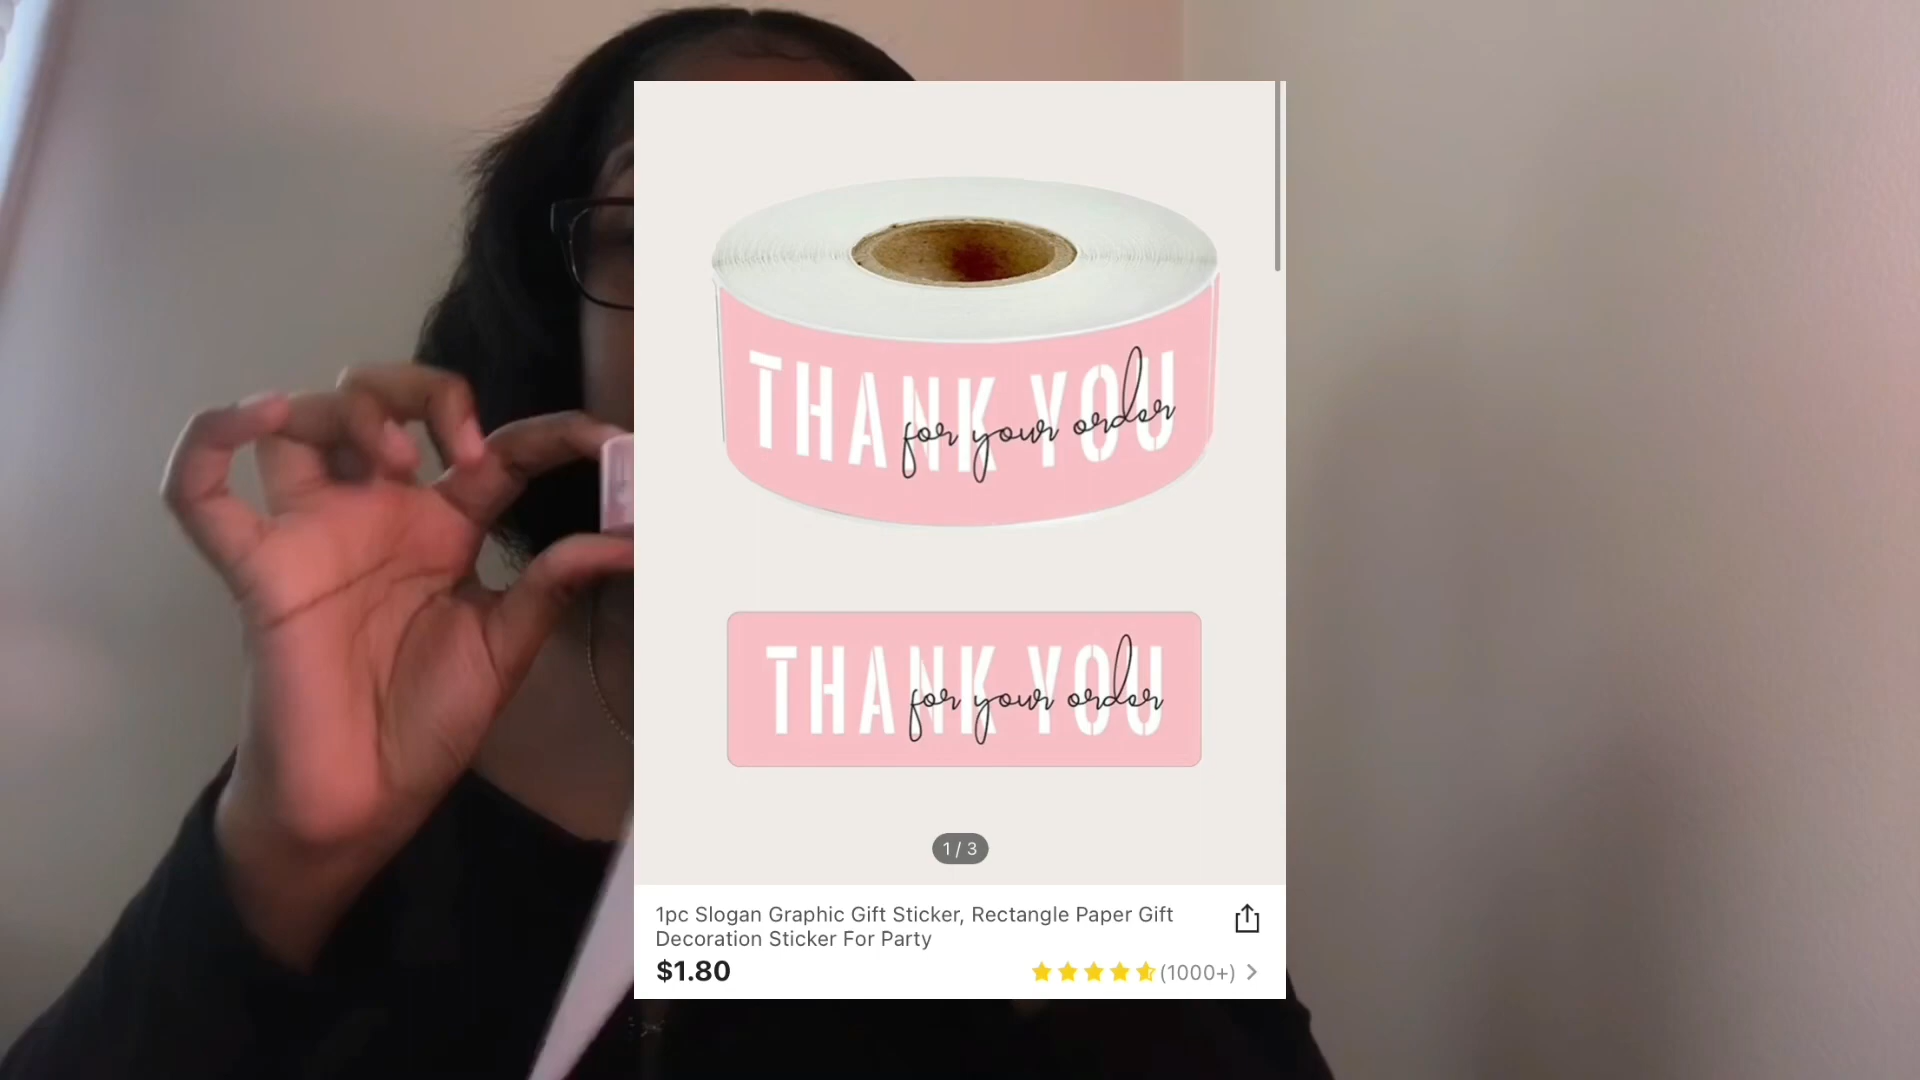 THANK YOU
for your order
THANK YOU
for your order
1 / 3
1pc Slogan Graphic Gift Sticker, Rectangle Paper Gift
Decoration Sticker For Party
$1.80
(1000+)